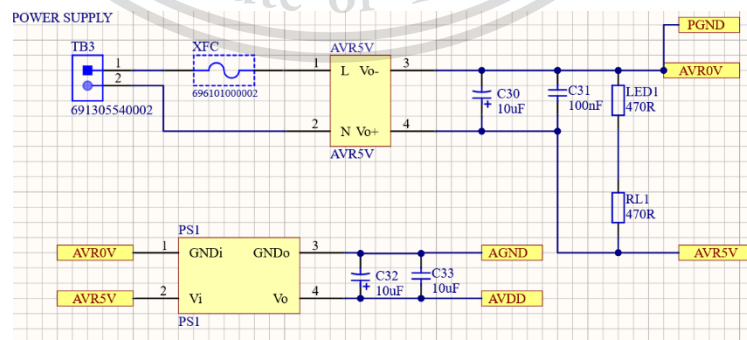 POWER SUPPLY
PGND
TB3
XFC
AVR5V
1
1
L Vo-
3
AVR0V
2
C30
C31
LED1
10uF
100nF
470R
691305540002
696101000002
2
N Vo+
4
AVR5V
RL1
470R
PS1
AVR0V
1
GNDi
GNDo
3
AGND
AVR5V
C32
C33
10uF
10uF
AVR5V
2
Vi
Vo
4
AVDD
PS1